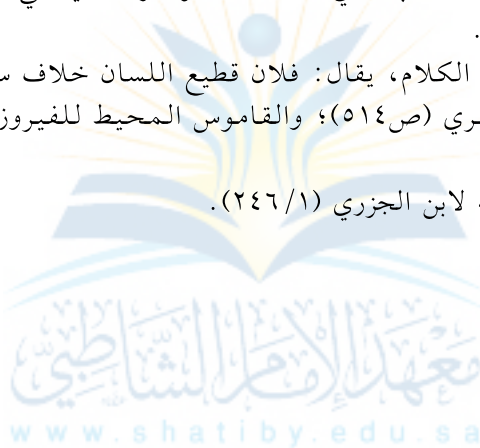 الكلام، يقال: فلان قطيع اللسان خلاف
ري (ص٥١٤)؛ والقاموس المحيط للفيروز
لابن الجزري (١/ ٢٤٦).
معهد الإمام الشاطبي
www.shatiby.edu.sa